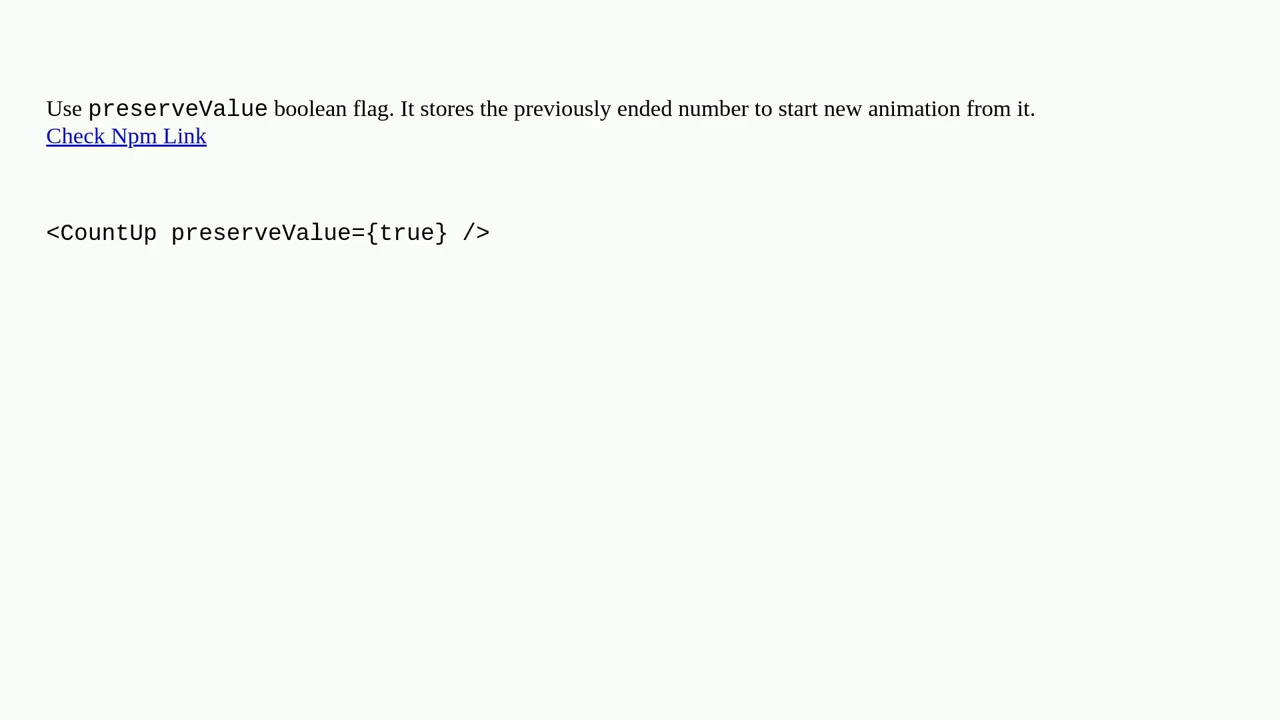 Use preserveValue boolean flag. It stores the previously ended number to start new animation from it.
Check Npm Link
<CountUp preserveValue={true} />